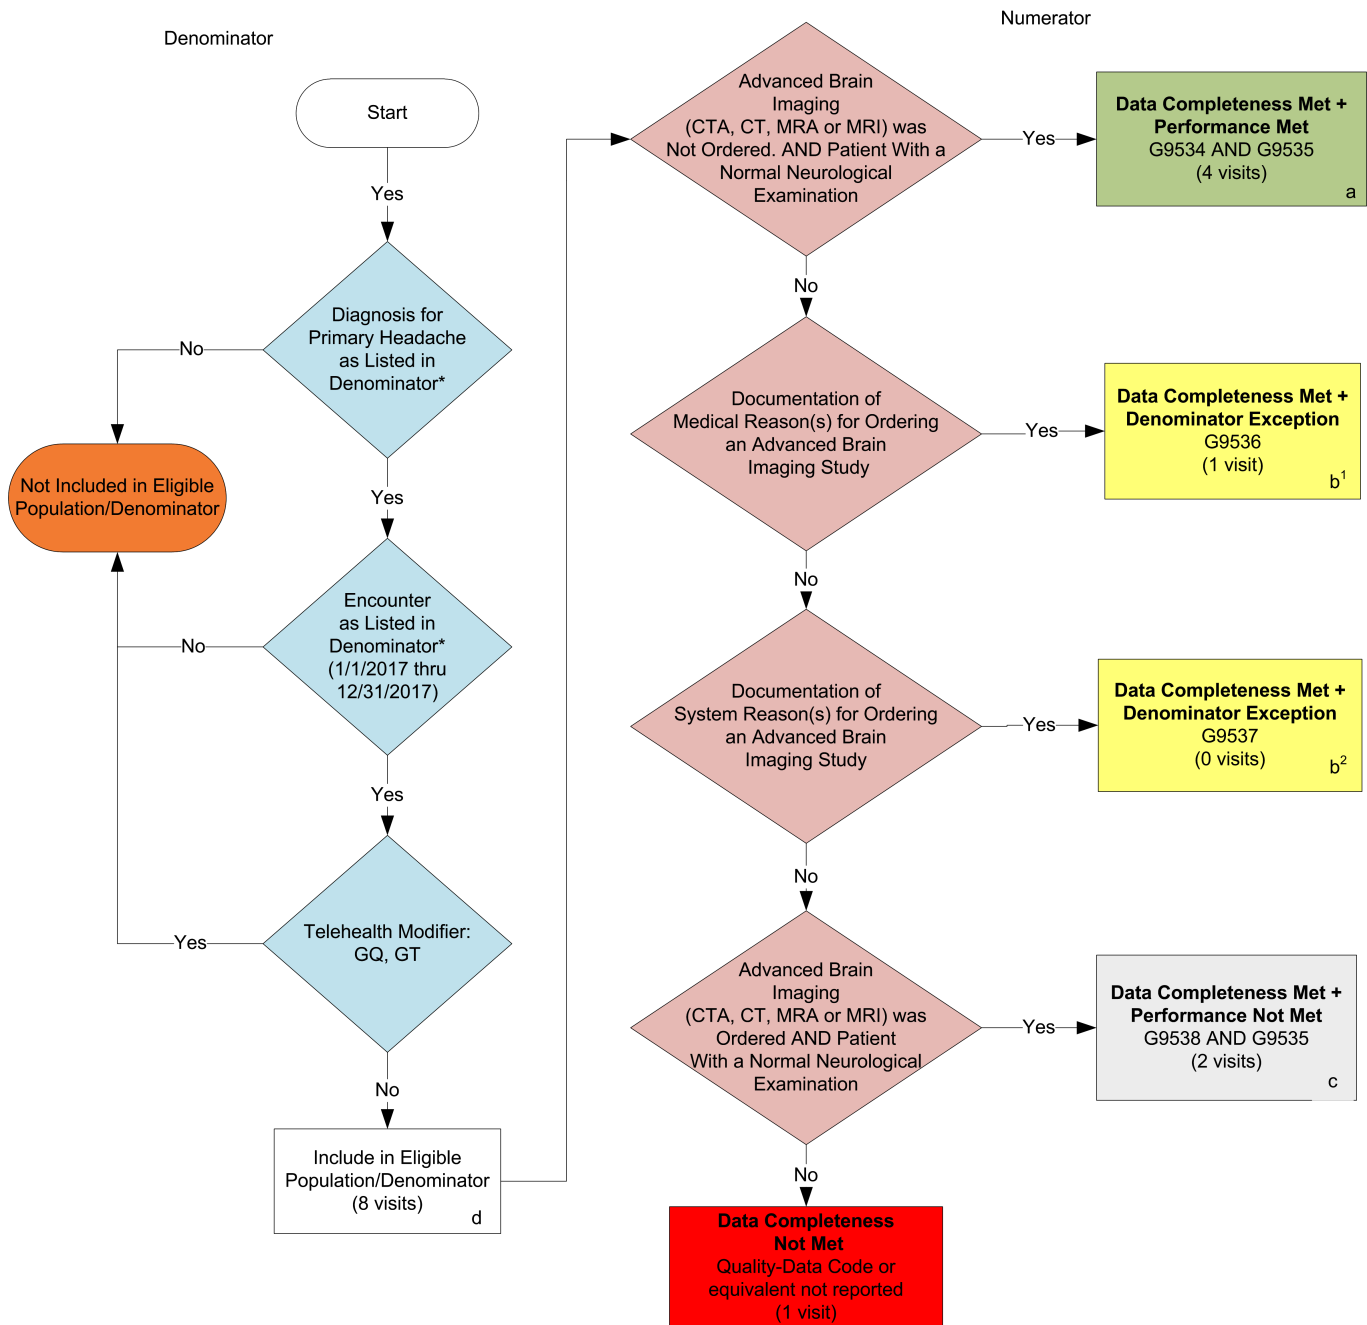 Denominator
Start
Yes
Diagnosis for
Primary Headache
as Listed in
Denominator*
No
Not Included in Eligible
Population/Denominator
Yes
Encounter
as Listed in
Denominator*
(1/1/2017 thru
12/31/2017)
No
Yes
Telehealth Modifier:
GQ, GT
Yes
No
Include in Eligible
Population/Denominator
(8 visits)
d
Numerator
Advanced Brain
Imaging
(CTA, CT, MRA or MRI) was
Not Ordered. AND Patient With a
Normal Neurological
Examination
Yes
Data Completeness Met +
Performance Met
G9534 AND G9535
(4 visits)
a
No
Documentation of
Medical Reason(s) for Ordering
an Advanced Brain
Imaging Study
Yes
Data Completeness Met +
Denominator Exception
G9536
(1 visit)
b1
No
Documentation of
System Reason(s) for Ordering
an Advanced Brain
Imaging Study
Yes
Data Completeness Met +
Denominator Exception
G9537
(0 visits)
b2
No
Advanced Brain
Imaging
(CTA, CT, MRA or MRI) was
Ordered AND Patient
With a Normal Neurological
Examination
Yes
Data Completeness Met +
Performance Not Met
G9538 AND G9535
(2 visits)
c
No
Data Completeness
Not Met
Quality-Data Code or
equivalent not reported
(1 visit)